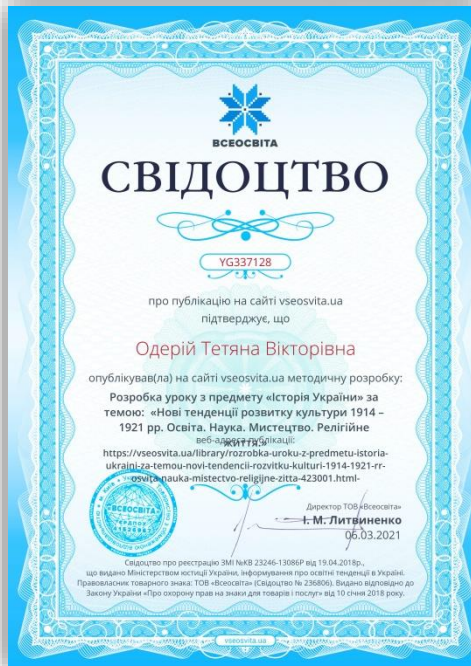 ВСЕОСВІТА
СВІДОЦТВО
YG337128
про публікацію на сайті vseosvita.ua
підтверджує, що
Одерій Тетяна Вікторівна
опублікував(ла) на сайті vseosvita.ua методичну розробку:
Розробка уроку з предмету «Історія України» за
темою: «Нові тенденції розвитку культури 1914 –
1921 рр. Освіта. Наука. Мистецтво. Релігійне
життя.»
веб-адреса публікації:
https://vseosvita.ua/library/rozrobka-uroku-z-predmetu-istoria-
ukraini-za-temou-novi-tendencii-rozvitku-kulturi-1914-1921-rr-
osvita-nauka-mistectvo-religijne-zitta-423001.html-
Директор ТОВ «Всеосвіта»
І. М. Литвиненко
06.03.2021
ВСЕОСВІТА
Свідоцтво про реєстрацію ЗМІ №КВ 23246-13086Р від 19.04.2018р.,
що видано Міністерством юстиції України, інформування про освітні тенденції в Україні.
Правовласник товарного знака: ТОВ «Всеосвіта» (Свідоцтво № 236806). Видано відповідно до
Закону України «Про охорону прав на знаки для товарів і послуг» від 10 січня 2018 року.
vseosvita.ua